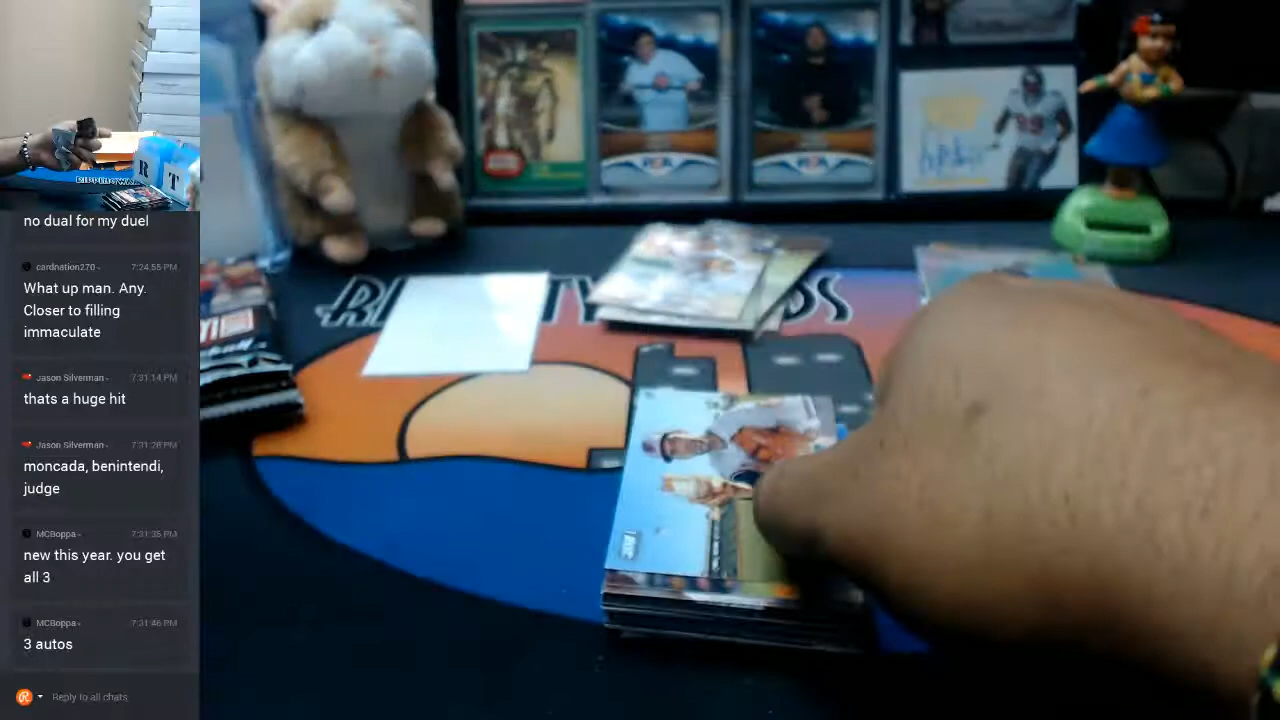 no dual for my duel
cardnation270
7:24:55 PM
What up man. Any.
Closer to filling
immaculate
Jason Silverman
7:31:14 PM
thats a huge hit
Jason Silverman
7:31:28 PM
moncada, benintendi,
judge
MCBoppa
7:31:35 PM
new this year. you get
all 3
MCBoppa
7:31:46 PM
3 autos
Reply to all chats
R T